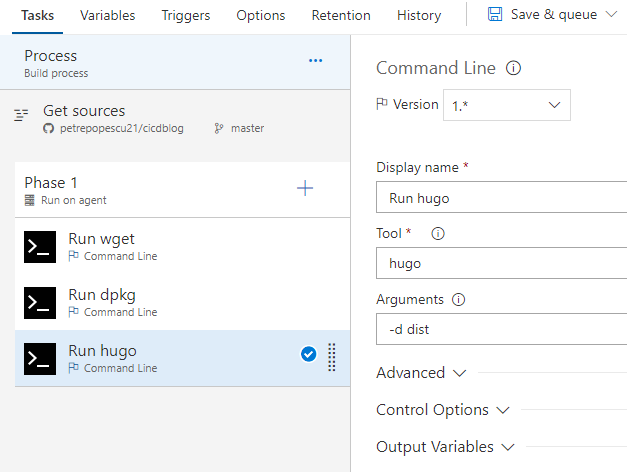 Tasks Variables Triggers Options Retention History Save & queue
Process
Build process
Get sources
petrepopescu21/cicdblog master
Phase 1
Run on agent
Run wget
Command Line
Run dpkg
Command Line
Run hugo
Command Line
Command Line
Version 1.*
Display name *
Run hugo
Tool *
hugo
Arguments
-d dist
Advanced
Control Options
Output Variables